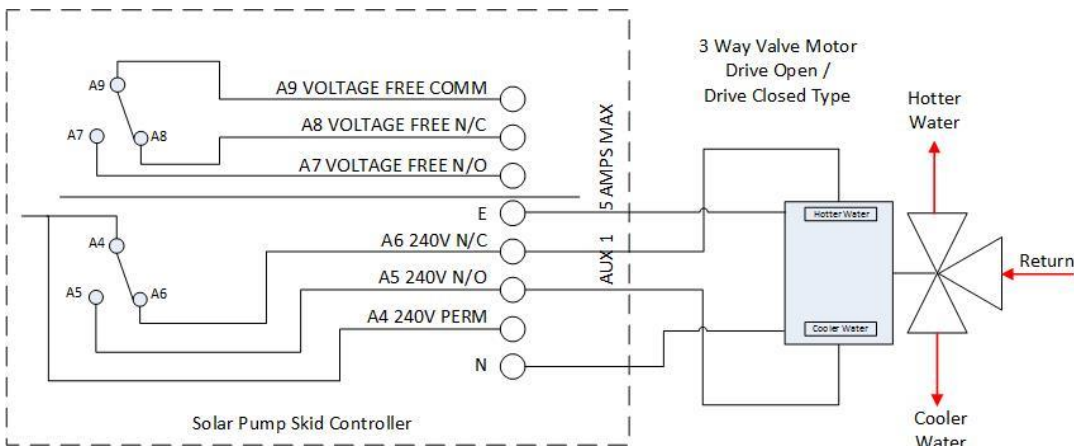 A9 VOLTAGE FREE COMM
A8 VOLTAGE FREE N/C
A7 VOLTAGE FREE N/O
A9
A7
A8
E
A6 240V N/C
A5 240V N/O
A4 240V PERM
N
A4
A5
A6
Solar Pump Skid Controller
5 AMPS MAX
AUX 1
3 Way Valve Motor
Drive Open /
Drive Closed Type
Hotter Water
Cooler Water
Hotter
Water
Return
Cooler
Water